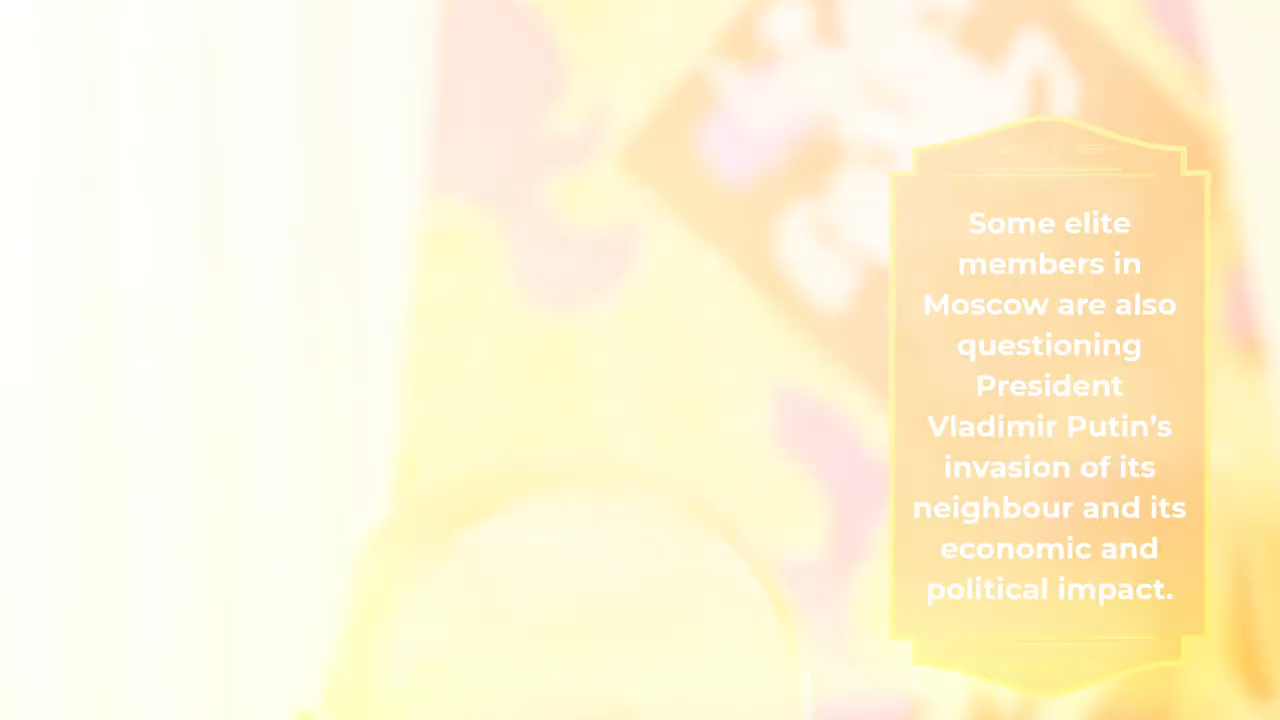 Some elite
members in
Moscow are also
questioning
President
Vladimir Putin's
invasion of its
neighbour and its
economic and
political impact.